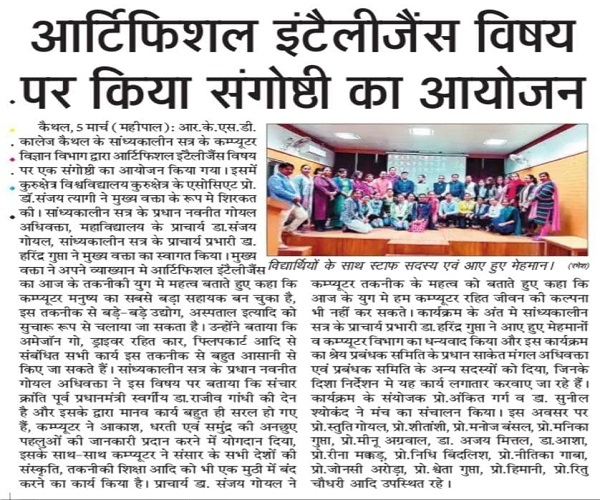 आर्टिफिशल इंटैलीजैंस विषय
पर किया संगोष्ठी का आयोजन
कैथल, 5 मार्च (महीपाल): आर.के.एस.डी.
कालेज कैथल के सांध्यकालीन सत्र के कम्प्यूटर
विज्ञान विभाग द्वारा आर्टिफिशल इंटैलीजैंस विषय
पर एक संगोष्ठी का आयोजन किया गया। इसमें
कुरुक्षेत्र विश्वविद्यालय कुरुक्षेत्र के एसोसिएट प्रो.
डॉ.संजय त्यागी ने मुख्य वक्ता के रूप मे शिरकत
की। सांध्यकालीन सत्र के प्रधान नवनीत गोयल
अधिवक्ता, महाविद्यालय के प्राचार्य डा.संजय
गोयल, सांध्यकालीन सत्र के प्राचार्य प्रभारी डा.
हरिंद्र गुप्ता ने मुख्य वक्ता का स्वागत किया। मुख्य
वक्ता ने अपने व्याख्यान मे आर्टिफिशल इंटैलीजैंस
का आज के तकनीकी युग मे महत्व बताते हुए कहा कि
कम्प्यूटर मनुष्य का सबसे बड़ा सहायक बन चुका है,
इस तकनीक से बड़े-बड़े उद्योग, अस्पताल इत्यादि को
सुचारू रूप से चलाया जा सकता है। उन्होंने बताया कि
अमेजॉन गो, ड्राइवर रहित कार, फ्लिपकार्ट आदि से
संबंधित सभी कार्य इस तकनीक से बहुत आसानी से
किए जा सकते हैं। सांध्यकालीन सत्र के प्रधान नवनीत
गोयल अधिवक्ता ने इस विषय पर बताया कि संचार
क्रांति पूर्व प्रधानमंत्री स्वर्गीय डा.राजीव गांधी की देन
है और इसके द्वारा मानव कार्य बहुत ही सरल हो गए
हैं, कम्प्यूटर ने आकाश, धरती एवं समुंद्र की अनछुए
पहलुओं की जानकारी प्रदान करने में योगदान दिया,
इसके साथ-साथ कम्प्यूटर ने संसार के सभी देशों की
संस्कृति, तकनीकी शिक्षा आदि को भी एक मुठी में बंद
करने का कार्य किया है। प्राचार्य डा. संजय गोयल ने
विद्यार्थियों के साथ स्टाफ सदस्य एवं आए हुए मेहमान। (रमेश)
कम्प्यूटर तकनीक के महत्व को बताते हुए कहा कि
आज के युग मे हम कम्प्यूटर रहित जीवन की कल्पना
भी नहीं कर सकते। कार्यक्रम के अंत मे सांध्यकालीन
सत्र के प्राचार्य प्रभारी डा.हरिंद्र गुप्ता ने आए हुए मेहमानों
व कम्प्यूटर विभाग का धन्यवाद किया और इस कार्यक्रम
का श्रेय प्रबंधक समिति के प्रधान साकेत मंगल अधिवक्ता
एवं प्रबंधक समिति के अन्य सदस्यों को दिया, जिनके
दिशा निर्देशन मे यह कार्य लगातार करवाए जा रहे हैं।
कार्यक्रम के संयोजक प्रो.अंकित गर्ग व डा. सुनील
श्योकंद ने मंच का संचालन किया। इस अवसर पर
प्रो.स्तुति गोयल, प्रो.शीतांशी, प्रो.मनोज बंसल, प्रो.मनिका
गुप्ता, प्रो.मीनू अग्रवाल, डा. अजय मित्तल, डा.आशा,
प्रो.रीना मक्कड़, प्रो.निधि बिंदलिश, प्रो.नीतिका गाबा,
प्रो.जोनसी अरोड़ा, प्रो.श्वेता गुप्ता, प्रो.हिमानी, प्रो.रितु
चौधरी आदि उपस्थित रहे।